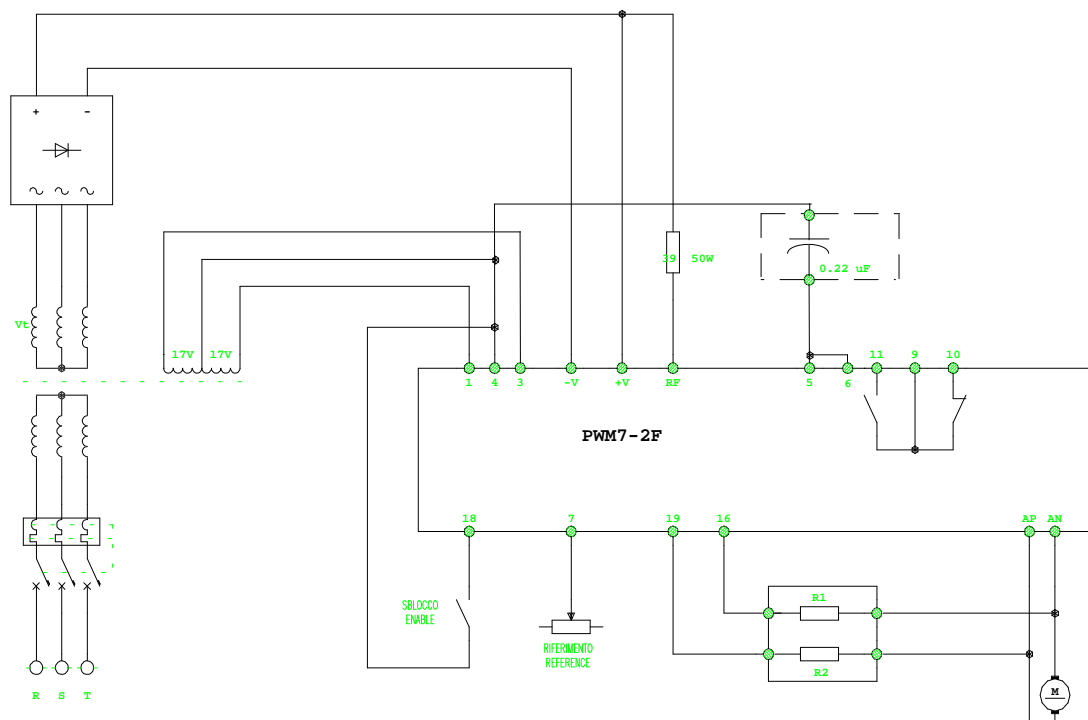 + -
39 50W
0.22 uF
Vt
17V 17V
1 4 3 -V +V RF 5 6 11 9 10
PWM7-2F
18 7 19 16 AP AN
SBLOCCO
ENABLE
RIFERIMENTO
REFERENCE
R1
R2
M
R S T